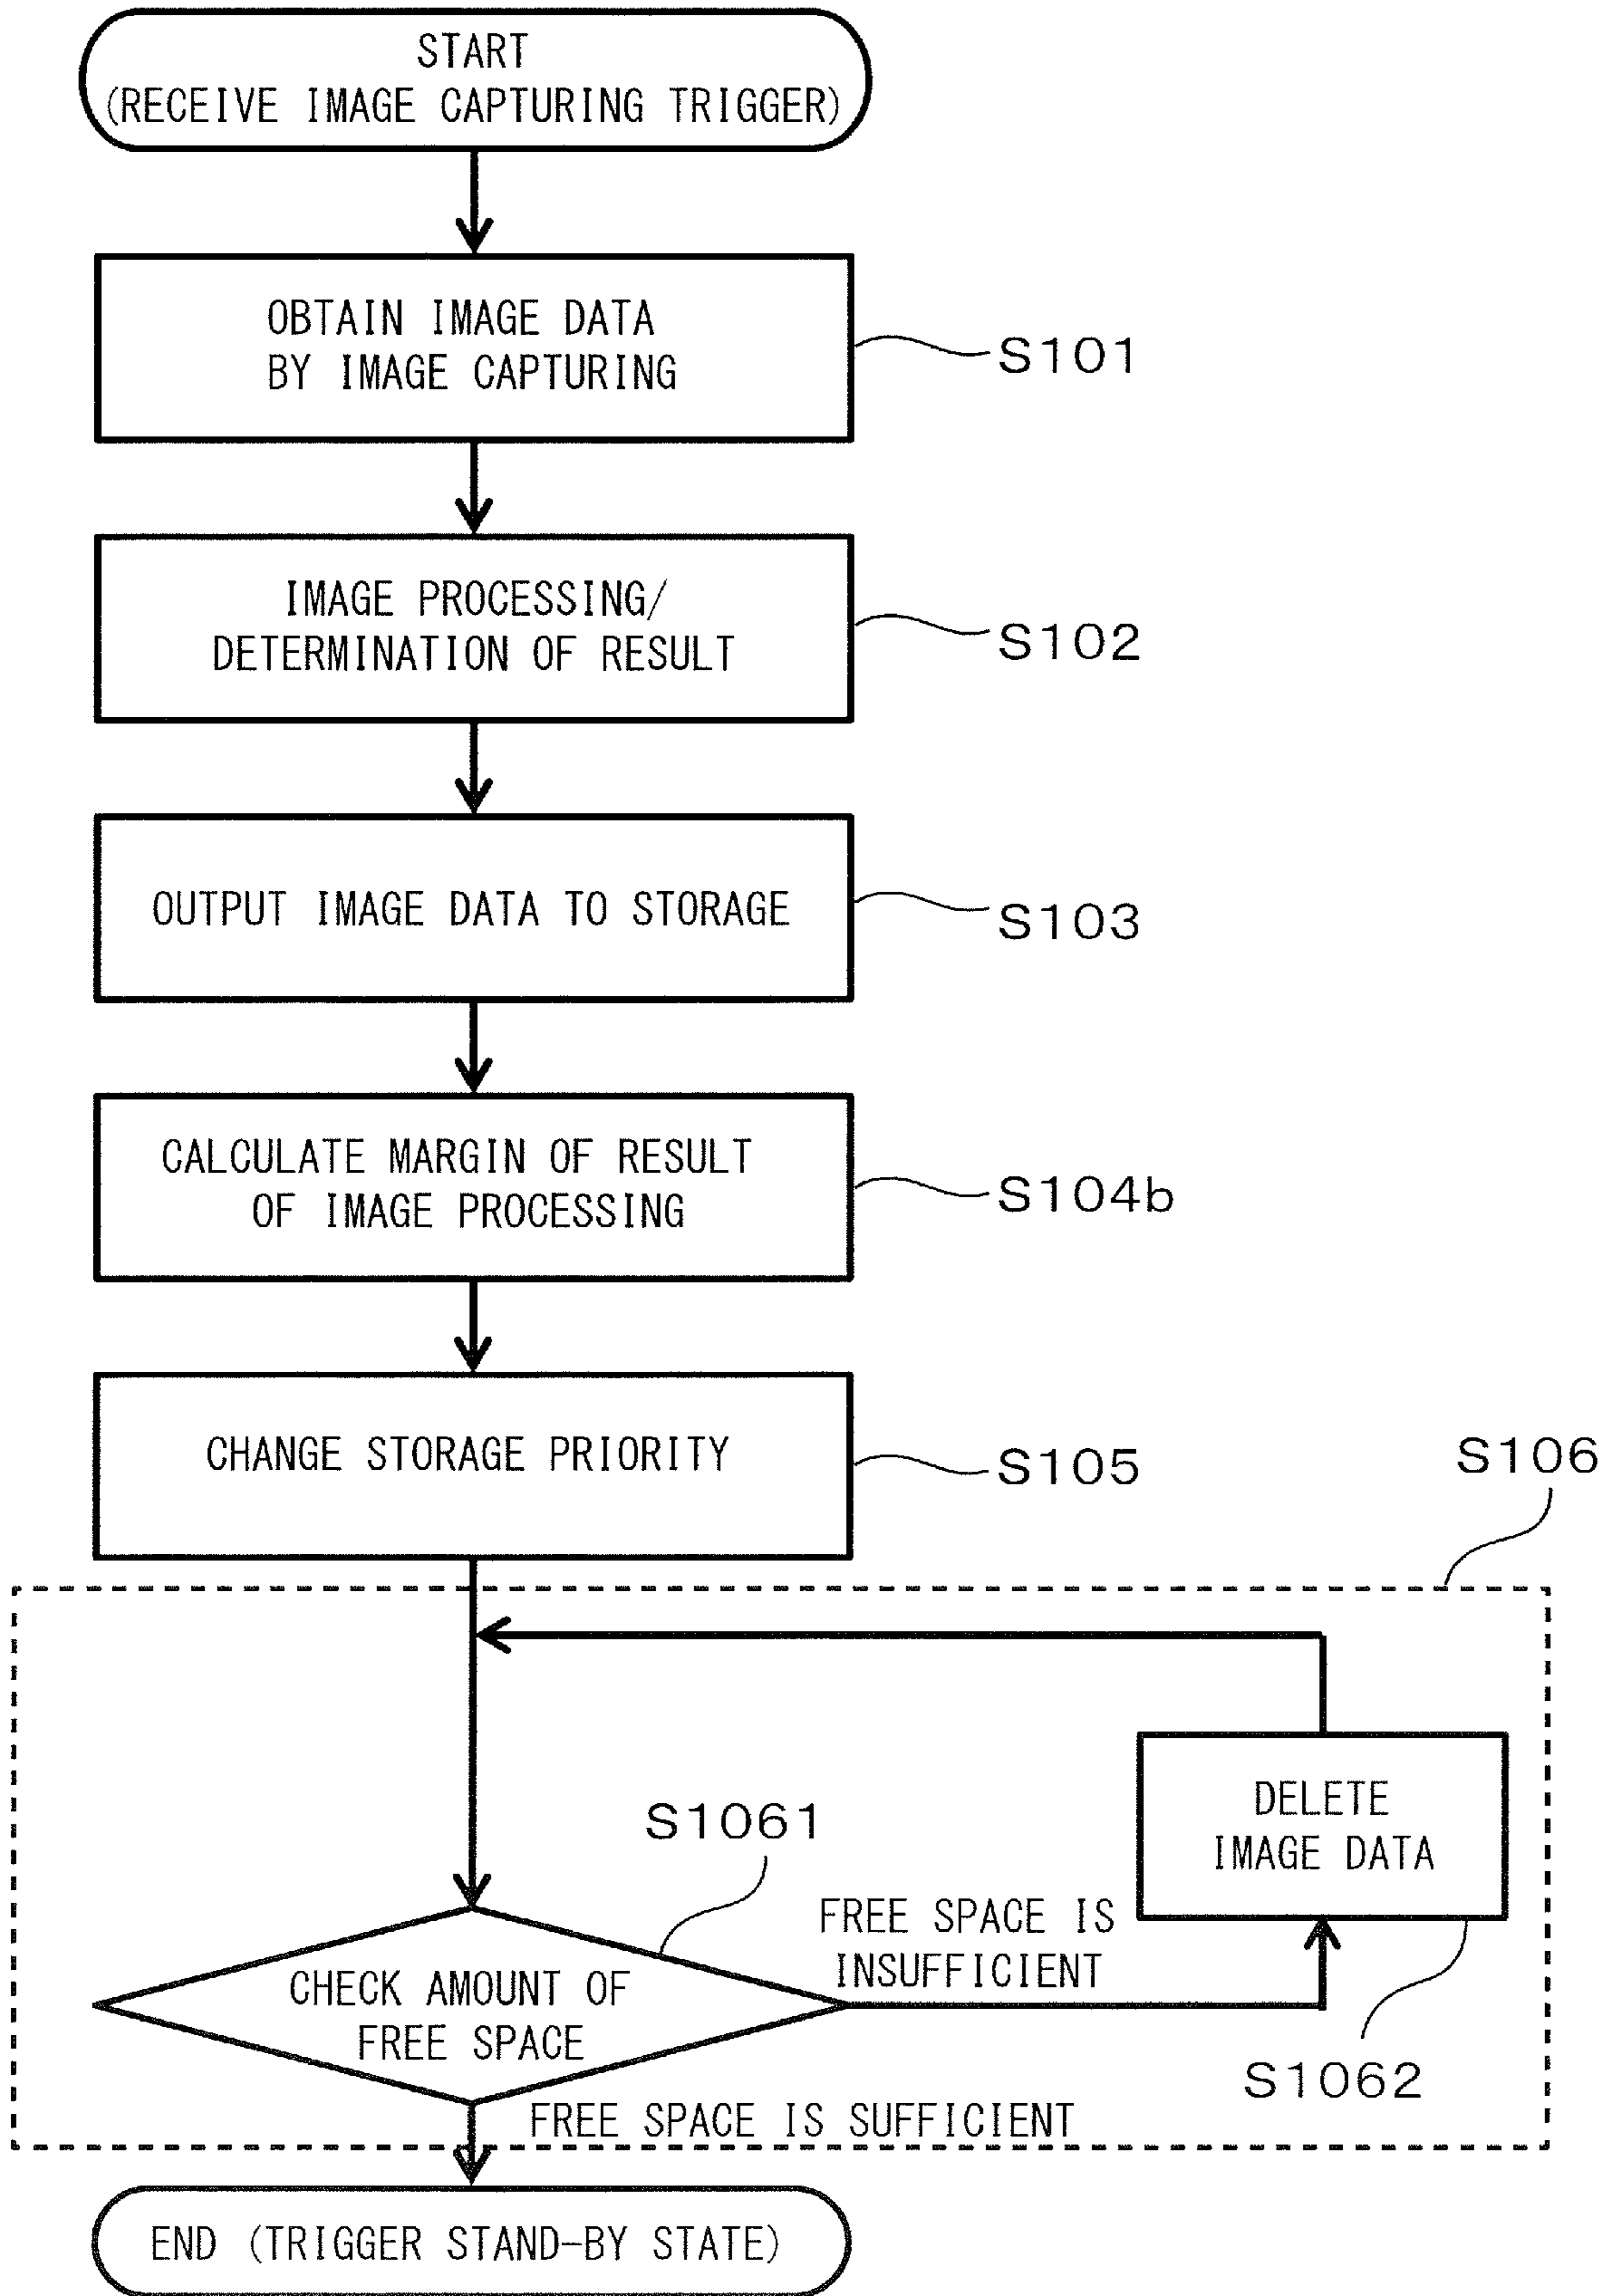 START
(RECEIVE IMAGE CAPTURING TRIGGER)
OBTAIN IMAGE DATA
BY IMAGE CAPTURING
S101
IMAGE PROCESSING/
DETERMINATION OF RESULT
S102
OUTPUT IMAGE DATA TO STORAGE
S103
CALCULATE MARGIN OF RESULT
OF IMAGE PROCESSING
S104b
CHANGE STORAGE PRIORITY
S105
S106
DELETE
IMAGE DATA
S1061
FREE SPACE IS
INSUFFICIENT
CHECK AMOUNT OF
FREE SPACE
S1062
FREE SPACE IS SUFFICIENT
END (TRIGGER STAND-BY STATE)